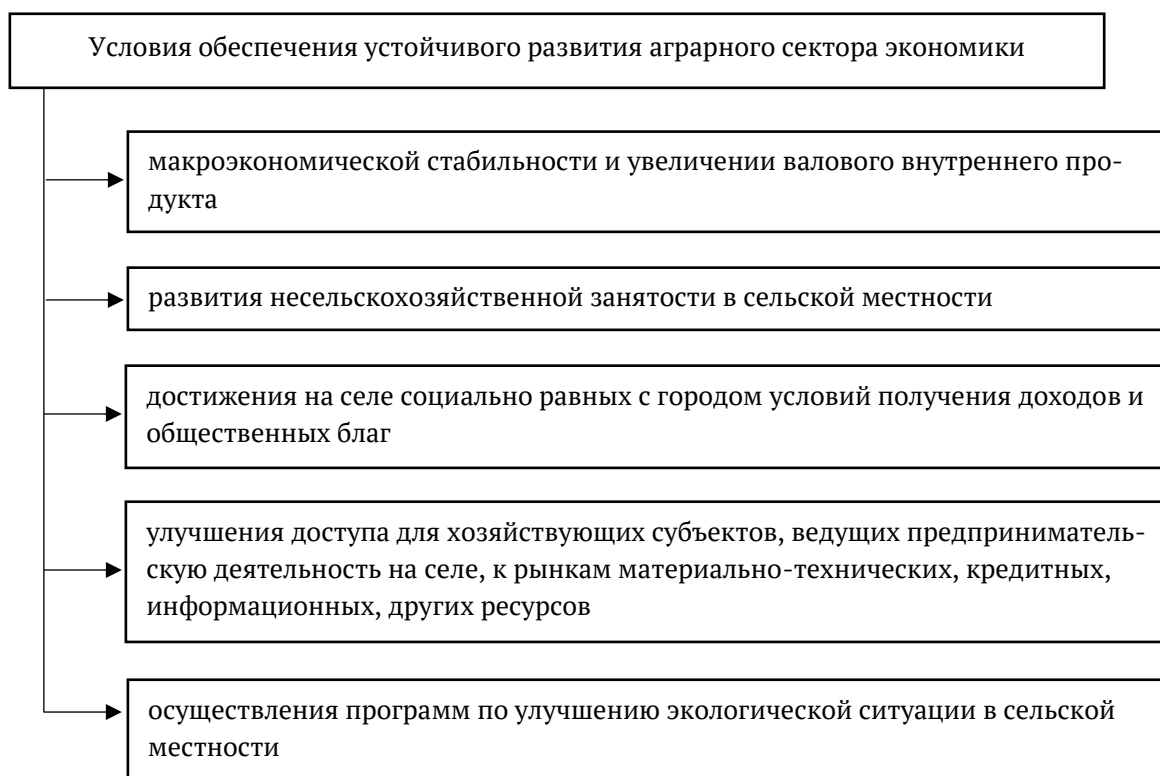 Условия обеспечения устойчивого развития аграрного сектора экономики
макроэкономической стабильности и увеличении валового внутреннего про-
дукта
развития несельскохозяйственной занятости в сельской местности
достижения на селе социально равных с городом условий получения доходов и
общественных благ
улучшения доступа для хозяйствующих субъектов, ведущих предприниматель-
скую деятельность на селе, к рынкам материально-технических, кредитных,
информационных, других ресурсов
осуществления программ по улучшению экологической ситуации в сельской
местности